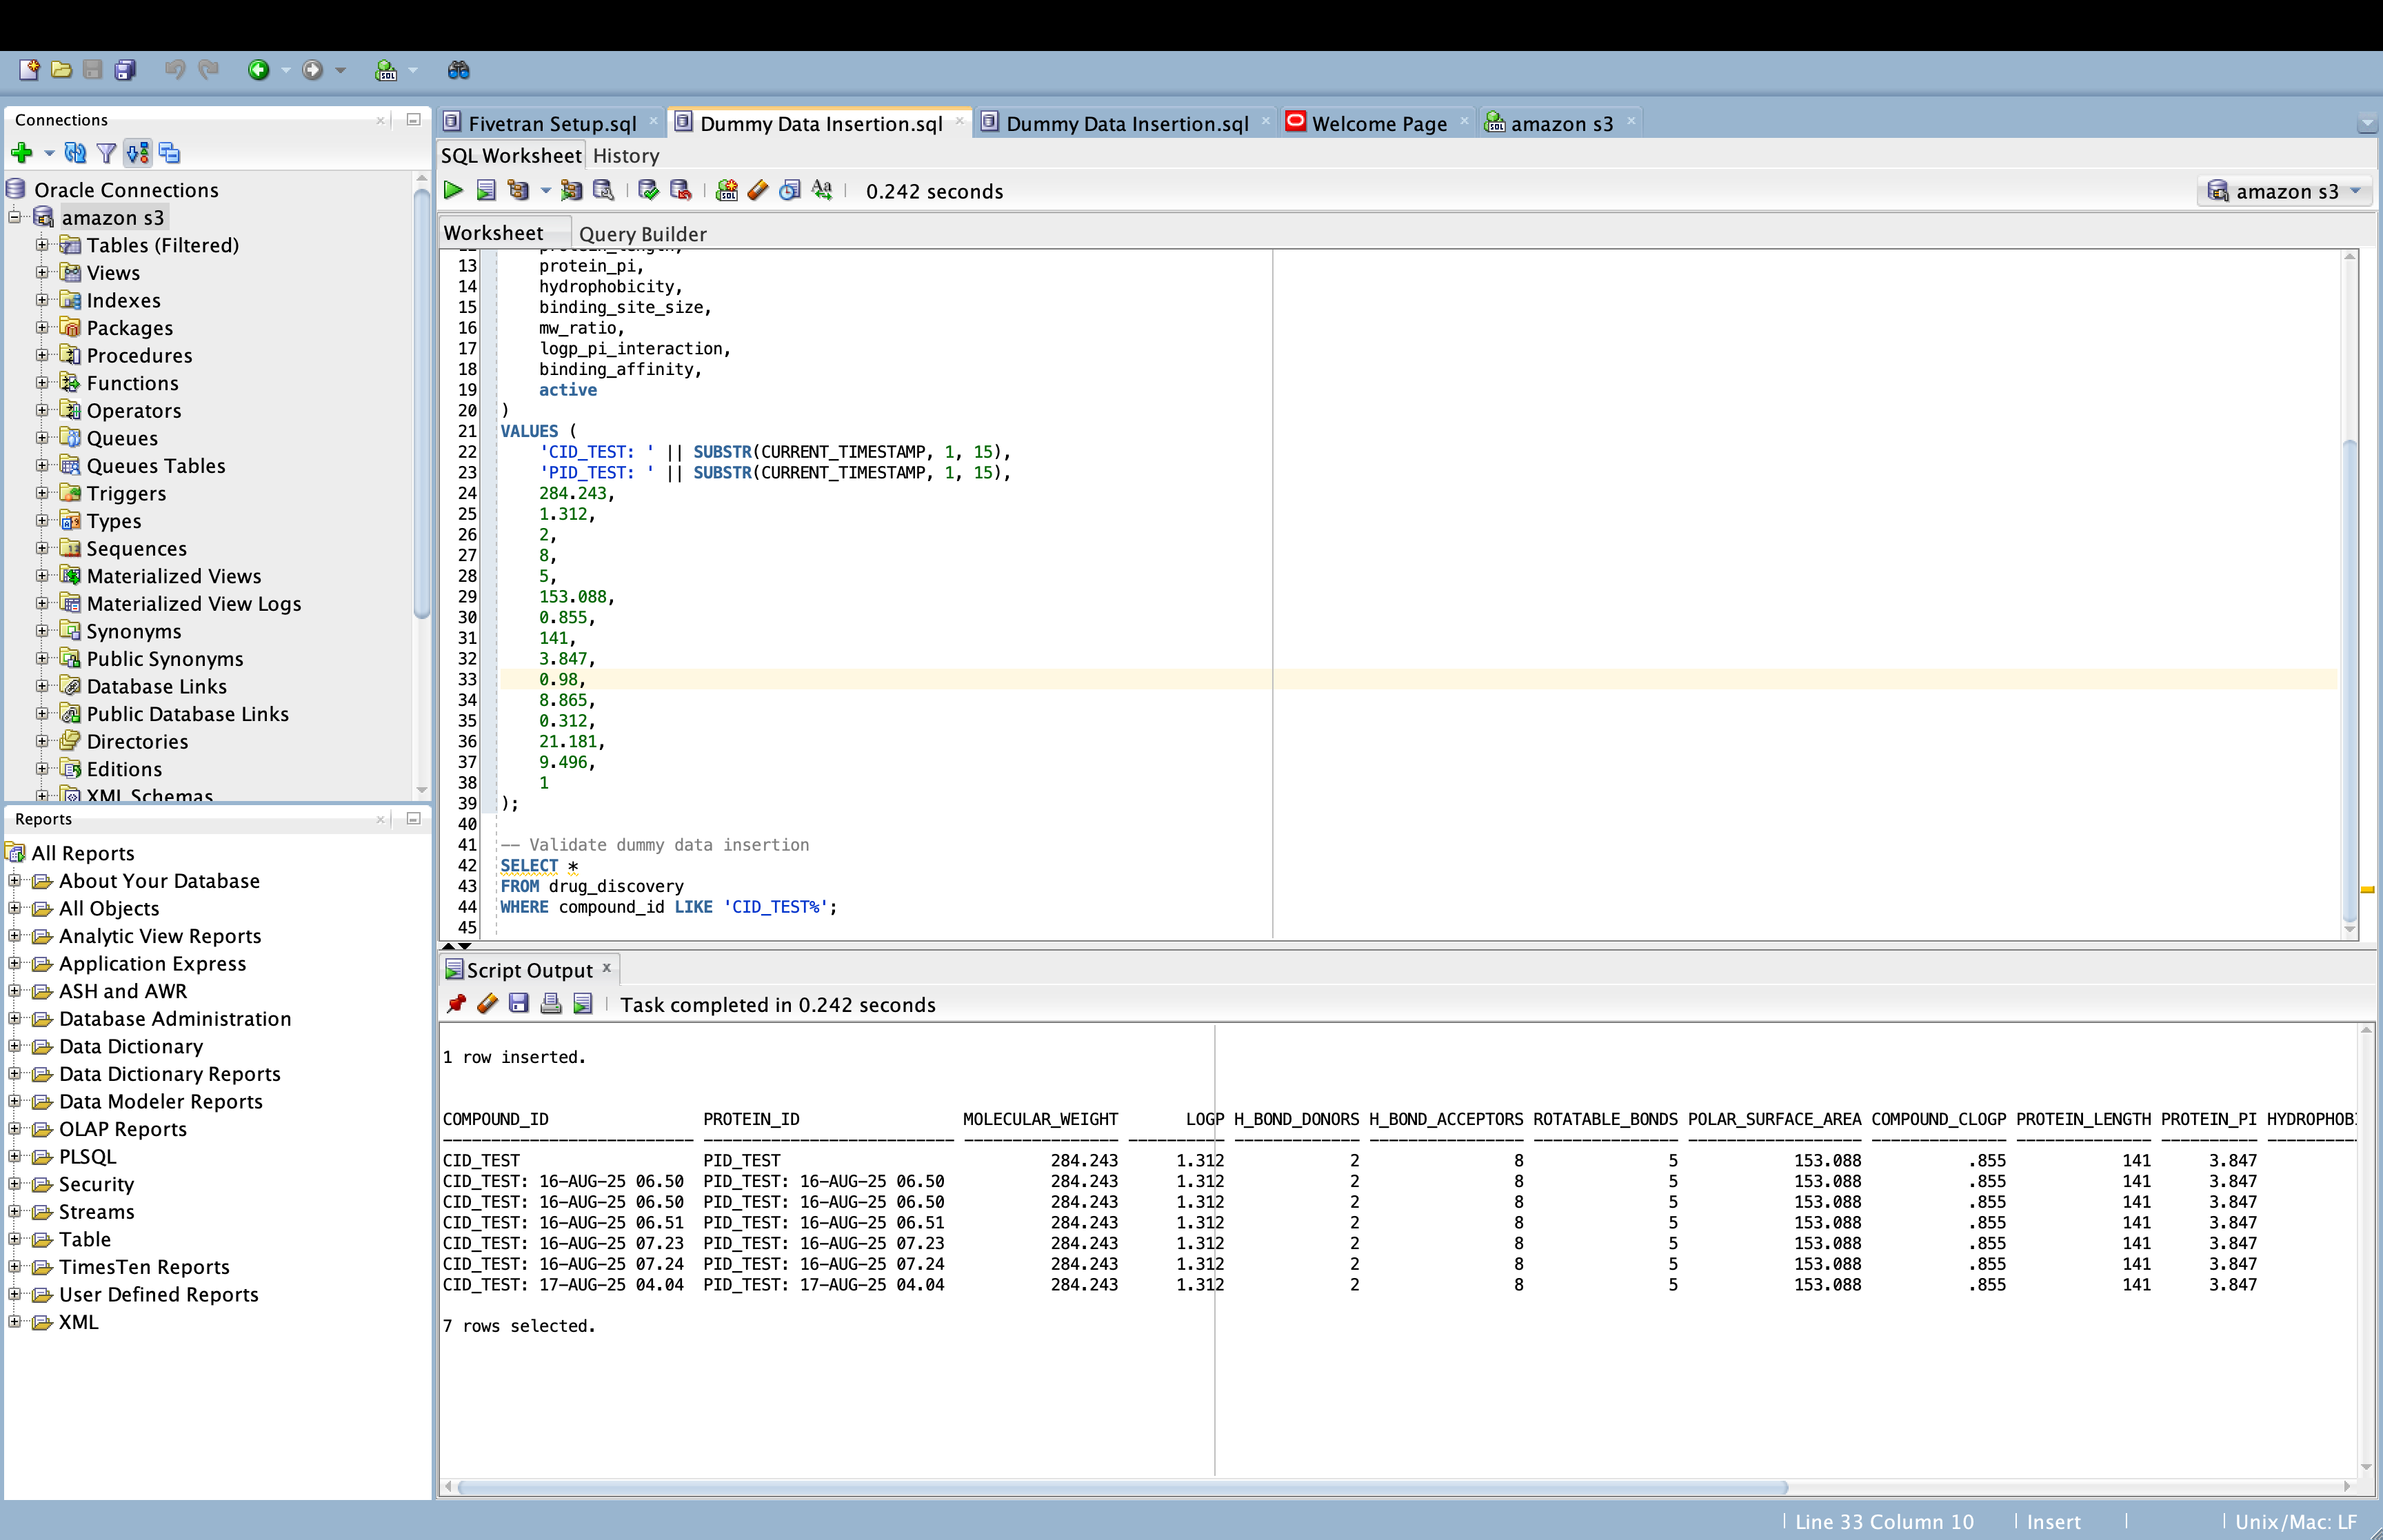 Connections
Oracle Connections
amazon s3
Tables (Filtered)
Views
Indexes
Packages
Procedures
Functions
Operators
Queues
Queues Tables
Triggers
Types
Sequences
Materialized Views
Materialized View Logs
Synonyms
Public Synonyms
Database Links
Public Database Links
Directories
Editions
XML Schemas
Reports
All Reports
About Your Database
All Objects
Analytic View Reports
Application Express
ASH and AWR
Database Administration
Data Dictionary
Data Dictionary Reports
Data Modeler Reports
OLAP Reports
PLSQL
Security
Streams
Table
TimesTen Reports
User Defined Reports
XML
Fivetran Setup.sql Dummy Data Insertion.sql Dummy Data Insertion.sql Welcome Page amazon s3
SQL Worksheet History
0.242 seconds amazon s3
Worksheet Query Builder
12 protein_length,
13 protein_pi,
14 hydrophobicity,
15 binding_site_size,
16 mw_ratio,
17 logp_pi_interaction,
18 binding_affinity,
19 active
20 )
21 VALUES (
22 'CID_TEST: ' || SUBSTR(CURRENT_TIMESTAMP, 1, 15),
23 'PID_TEST: ' || SUBSTR(CURRENT_TIMESTAMP, 1, 15),
24 284.243,
25 1.312,
26 2,
27 8,
28 5,
29 153.088,
30 0.855,
31 141,
32 3.847,
33 0.98,
34 8.865,
35 0.312,
36 21.181,
37 9.496,
38 1
39 );
40
41 -- Validate dummy data insertion
42 SELECT *
43 FROM drug_discovery
44 WHERE compound_id LIKE 'CID_TEST%';
45
Script Output
Task completed in 0.242 seconds
1 row inserted.
COMPOUND_ID PROTEIN_ID MOLECULAR_WEIGHT LOGP H_BOND_DONORS H_BOND_ACCEPTORS ROTATABLE_BONDS POLAR_SURFACE_AREA COMPOUND_CLOGP PROTEIN_LENGTH PROTEIN_PI HYDROPHOB
CID_TEST PID_TEST 284.243 1.312 2 8 5 153.088 .855 141 3.847
CID_TEST: 16-AUG-25 06.50 PID_TEST: 16-AUG-25 06.50 284.243 1.312 2 8 5 153.088 .855 141 3.847
CID_TEST: 16-AUG-25 06.50 PID_TEST: 16-AUG-25 06.50 284.243 1.312 2 8 5 153.088 .855 141 3.847
CID_TEST: 16-AUG-25 06.51 PID_TEST: 16-AUG-25 06.51 284.243 1.312 2 8 5 153.088 .855 141 3.847
CID_TEST: 16-AUG-25 07.23 PID_TEST: 16-AUG-25 07.23 284.243 1.312 2 8 5 153.088 .855 141 3.847
CID_TEST: 16-AUG-25 07.24 PID_TEST: 16-AUG-25 07.24 284.243 1.312 2 8 5 153.088 .855 141 3.847
CID_TEST: 17-AUG-25 04.04 PID_TEST: 17-AUG-25 04.04 284.243 1.312 2 8 5 153.088 .855 141 3.847
7 rows selected.
Line 33 Column 10 Insert Unix/Mac: LF